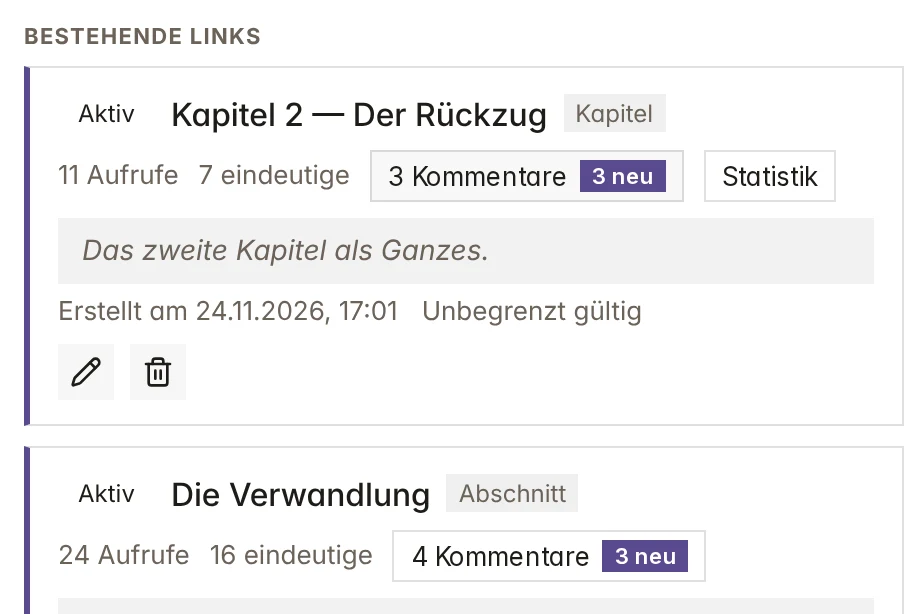 BESTEHENDE LINKS
Aktiv Kapitel 2 — Der Rückzug Kapitel
11 Aufrufe 7 eindeutige 3 Kommentare 3 neu Statistik
Das zweite Kapitel als Ganzes.
Erstellt am 24.11.2026, 17:01 Unbegrenzt gültig
Aktiv Die Verwandlung Abschnitt
24 Aufrufe 16 eindeutige 4 Kommentare 3 neu